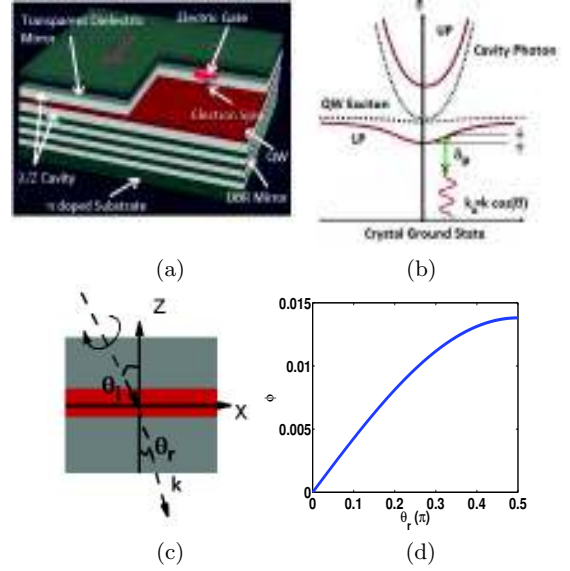 Transparent Dielectric
Mirror
Electric Gate
Electron Spin
QW
λ/2 Cavity
DBR Mirror
n doped Substrate
(a)
E
UP
Cavity Photon
QW Exciton
LP
Crystal Ground State
(b)
Z
θ
X
θr
k
(c)
0.015
0.01
0.005
0
ϕ
0 0.1 0.2 0.3 0.4 0.5
θr (π)
(d)